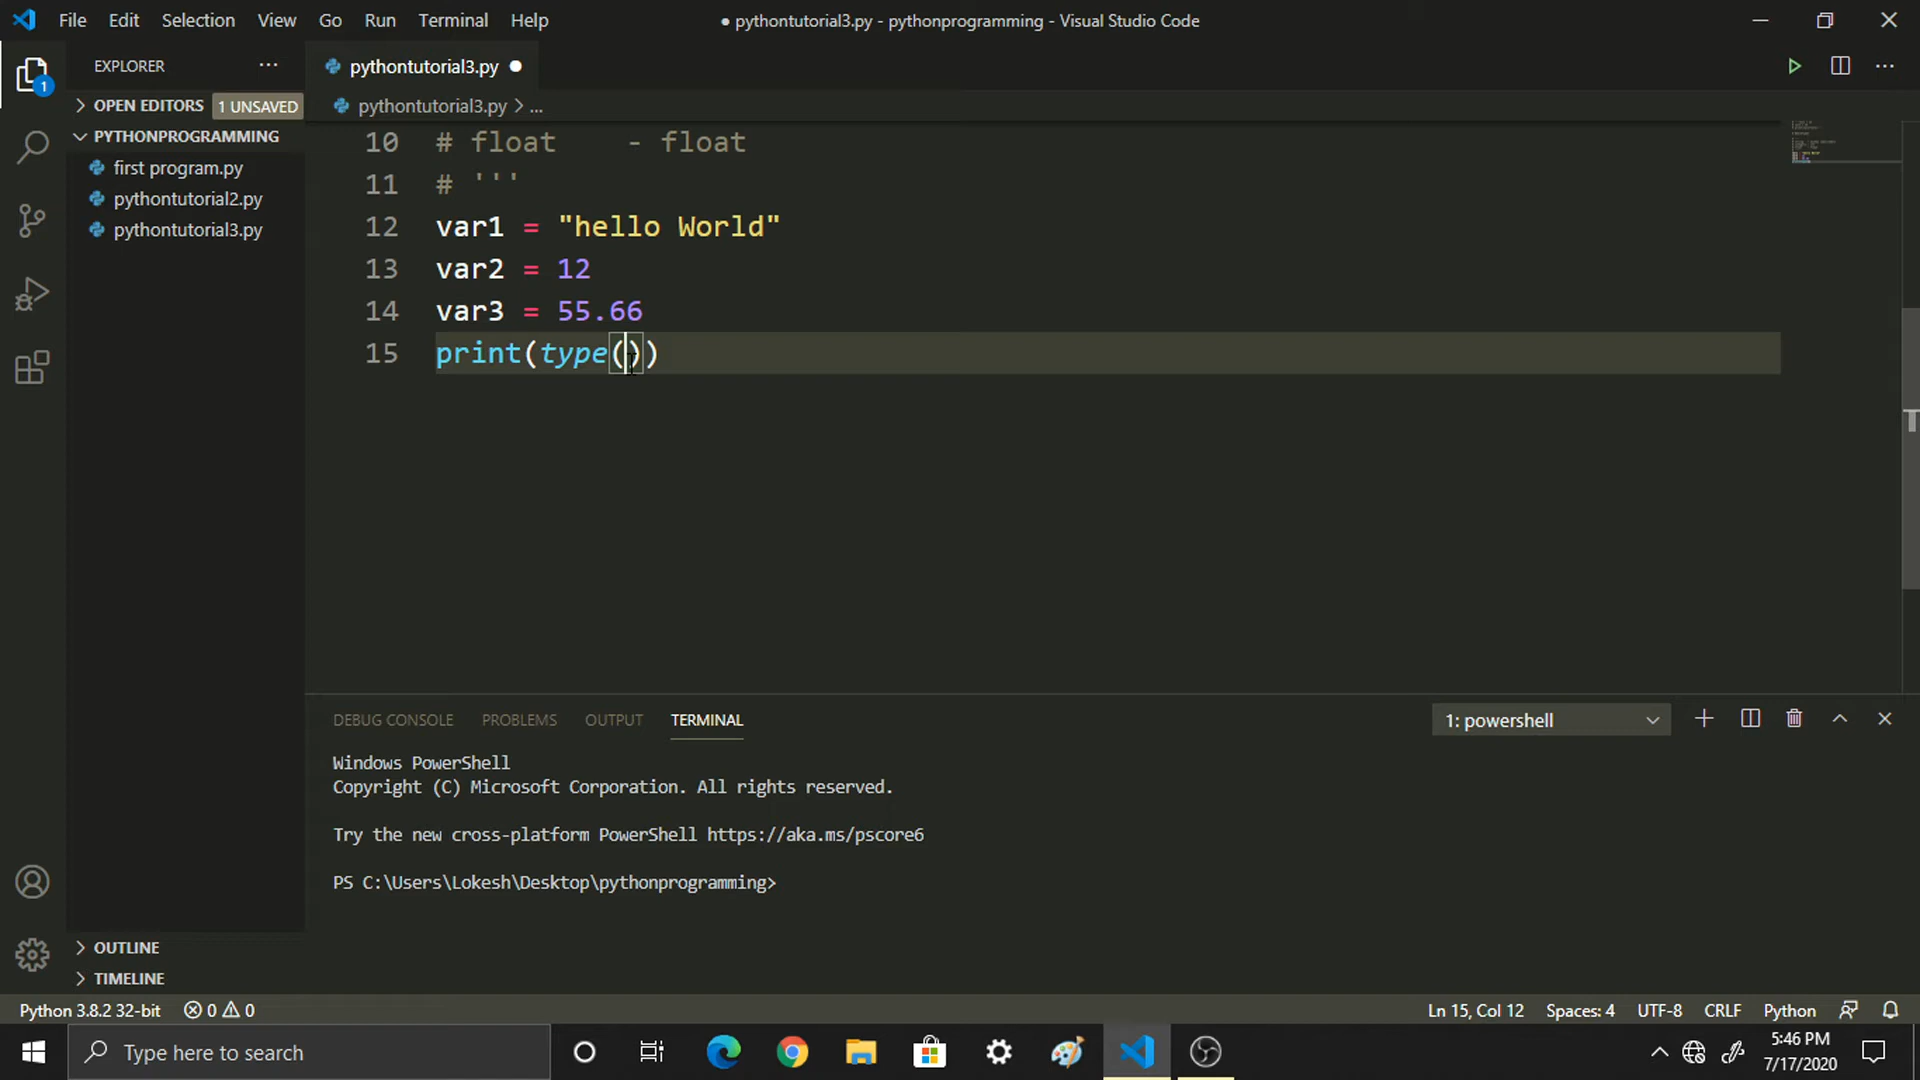 File Edit Selection View Go Run Terminal Help
● pythontutorial3.py - pythonprogramming - Visual Studio Code
EXPLORER
1
OPEN EDITORS 1 UNSAVED
PYTHONPROGRAMMING
first program.py
pythontutorial2.py
pythontutorial3.py
OUTLINE
TIMELINE
pythontutorial3.py
pythontutorial3.py > ...
10 # float    - float
11 # '''
12 var1 = "hello World"
13 var2 = 12
14 var3 = 55.66
15 print(type())
DEBUG CONSOLE PROBLEMS OUTPUT TERMINAL
1: powershell
Windows PowerShell
Copyright (C) Microsoft Corporation. All rights reserved.
Try the new cross-platform PowerShell https://aka.ms/pscore6
PS C:\Users\Lokesh\Desktop\pythonprogramming>
Python 3.8.2 32-bit 0 0
Ln 15, Col 12 Spaces: 4 UTF-8 CRLF Python
Type here to search
5:46 PM
7/17/2020